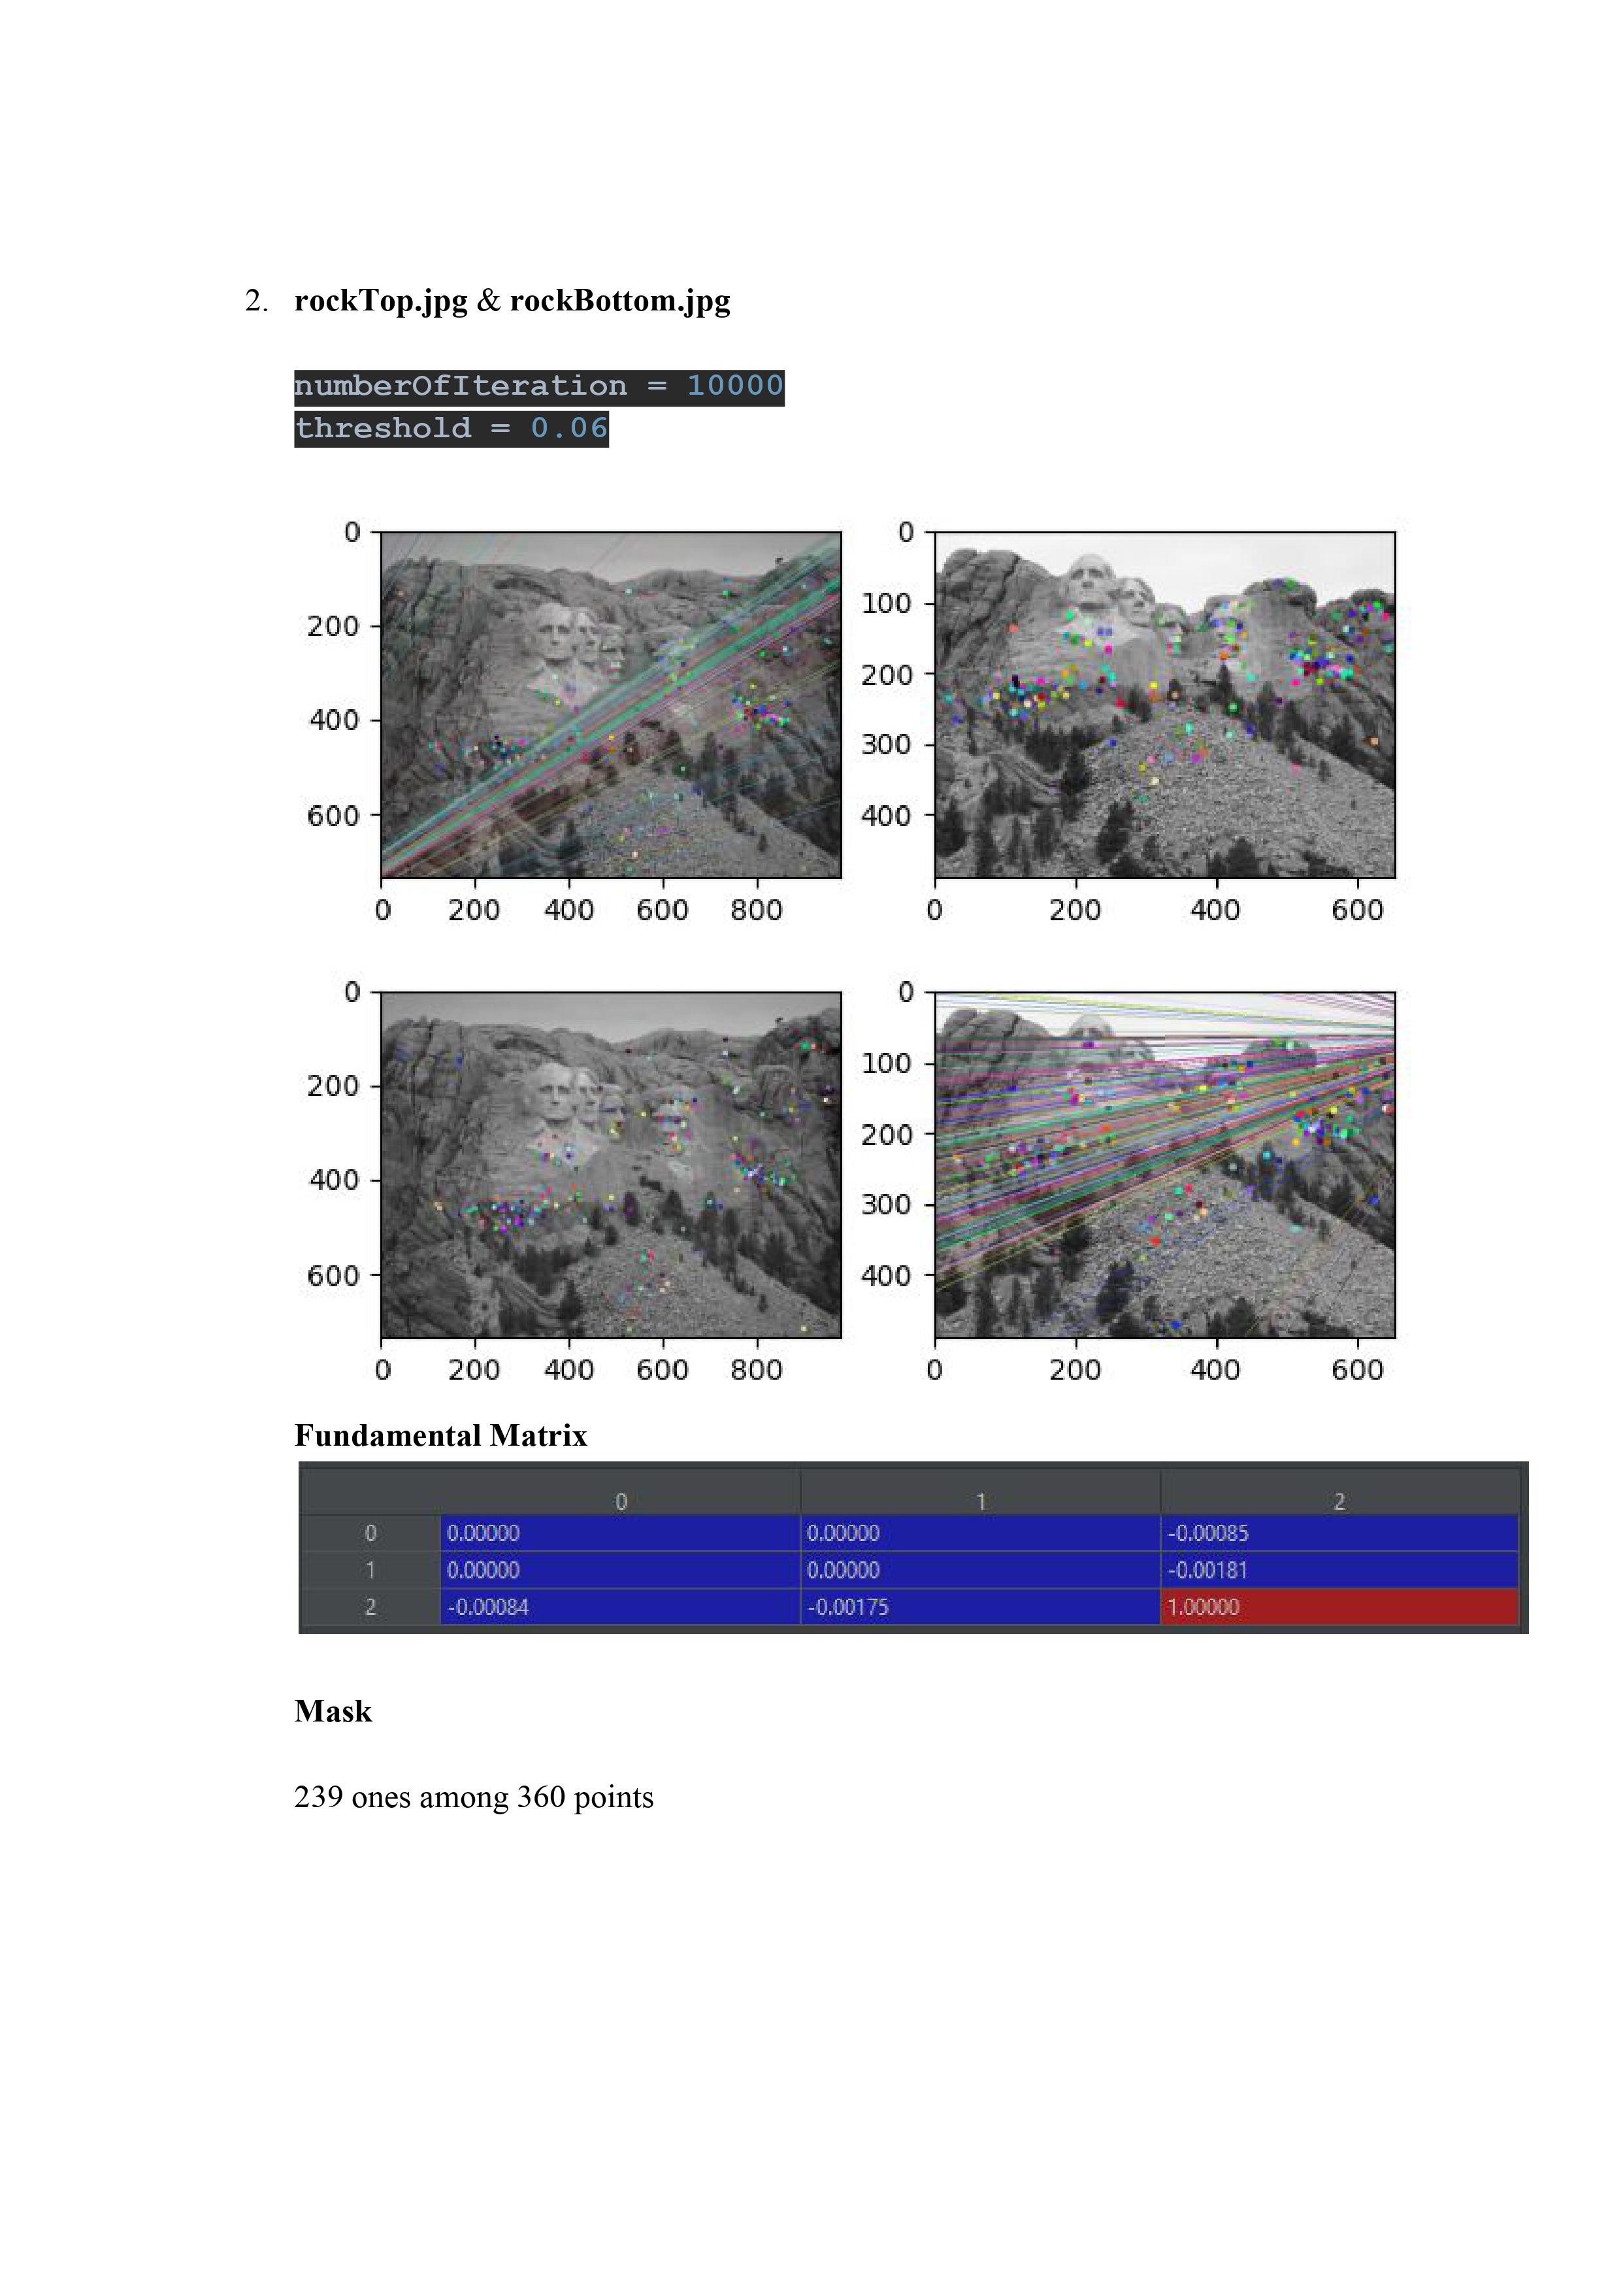 2. rockTop.jpg & rockBottom.jpg
numberOfIteration = 10000
threshold = 0.06
0
200
400
600
0 200 400 600 800
0
100
200
300
400
0 200 400 600
0
200
400
600
0 200 400 600 800
0
100
200
300
400
0 200 400 600
Fundamental Matrix
0 1 2
0 0.00000 0.00000 -0.00085
1 0.00000 0.00000 -0.00181
2 -0.00084 -0.00175 1.00000
Mask
239 ones among 360 points